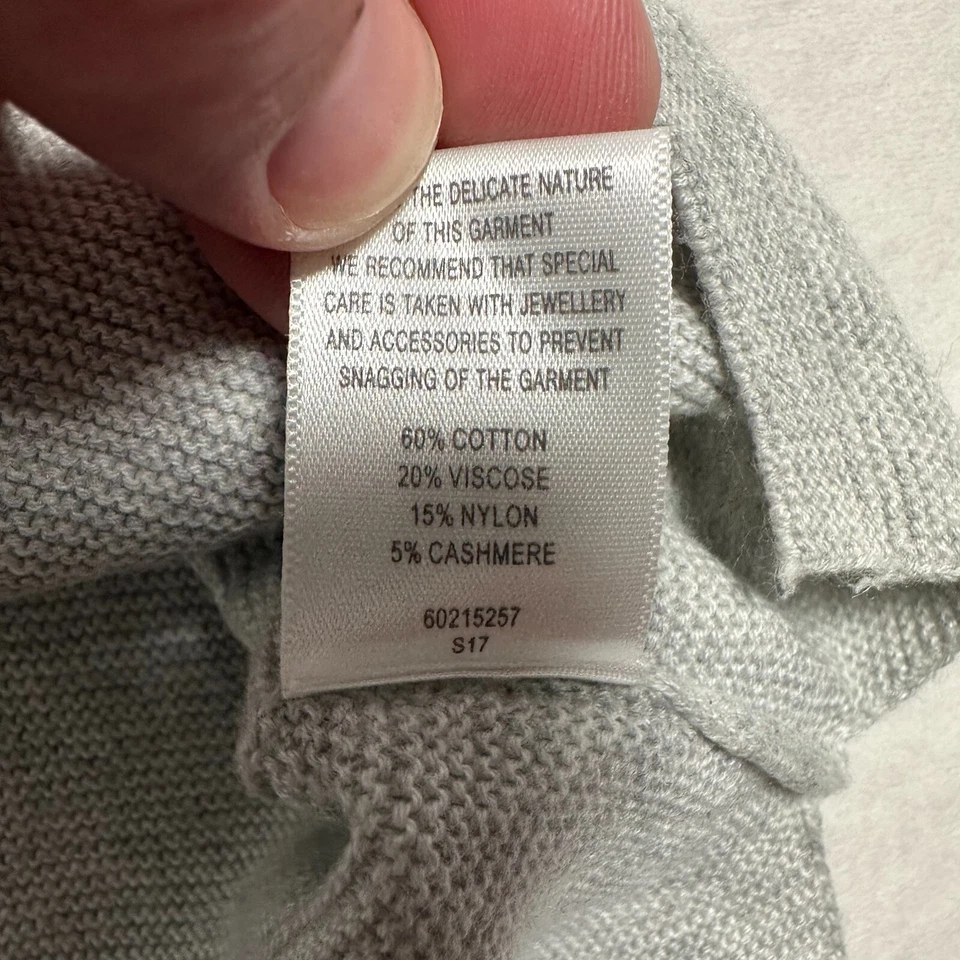 THE DELICATE NATURE
OF THIS GARMENT
WE RECOMMEND THAT SPECIAL
CARE IS TAKEN WITH JEWELLERY
AND ACCESSORIES TO PREVENT
SNAGGING OF THE GARMENT
60% COTTON
20% VISCOSE
15% NYLON
5% CASHMERE
60215257
S17